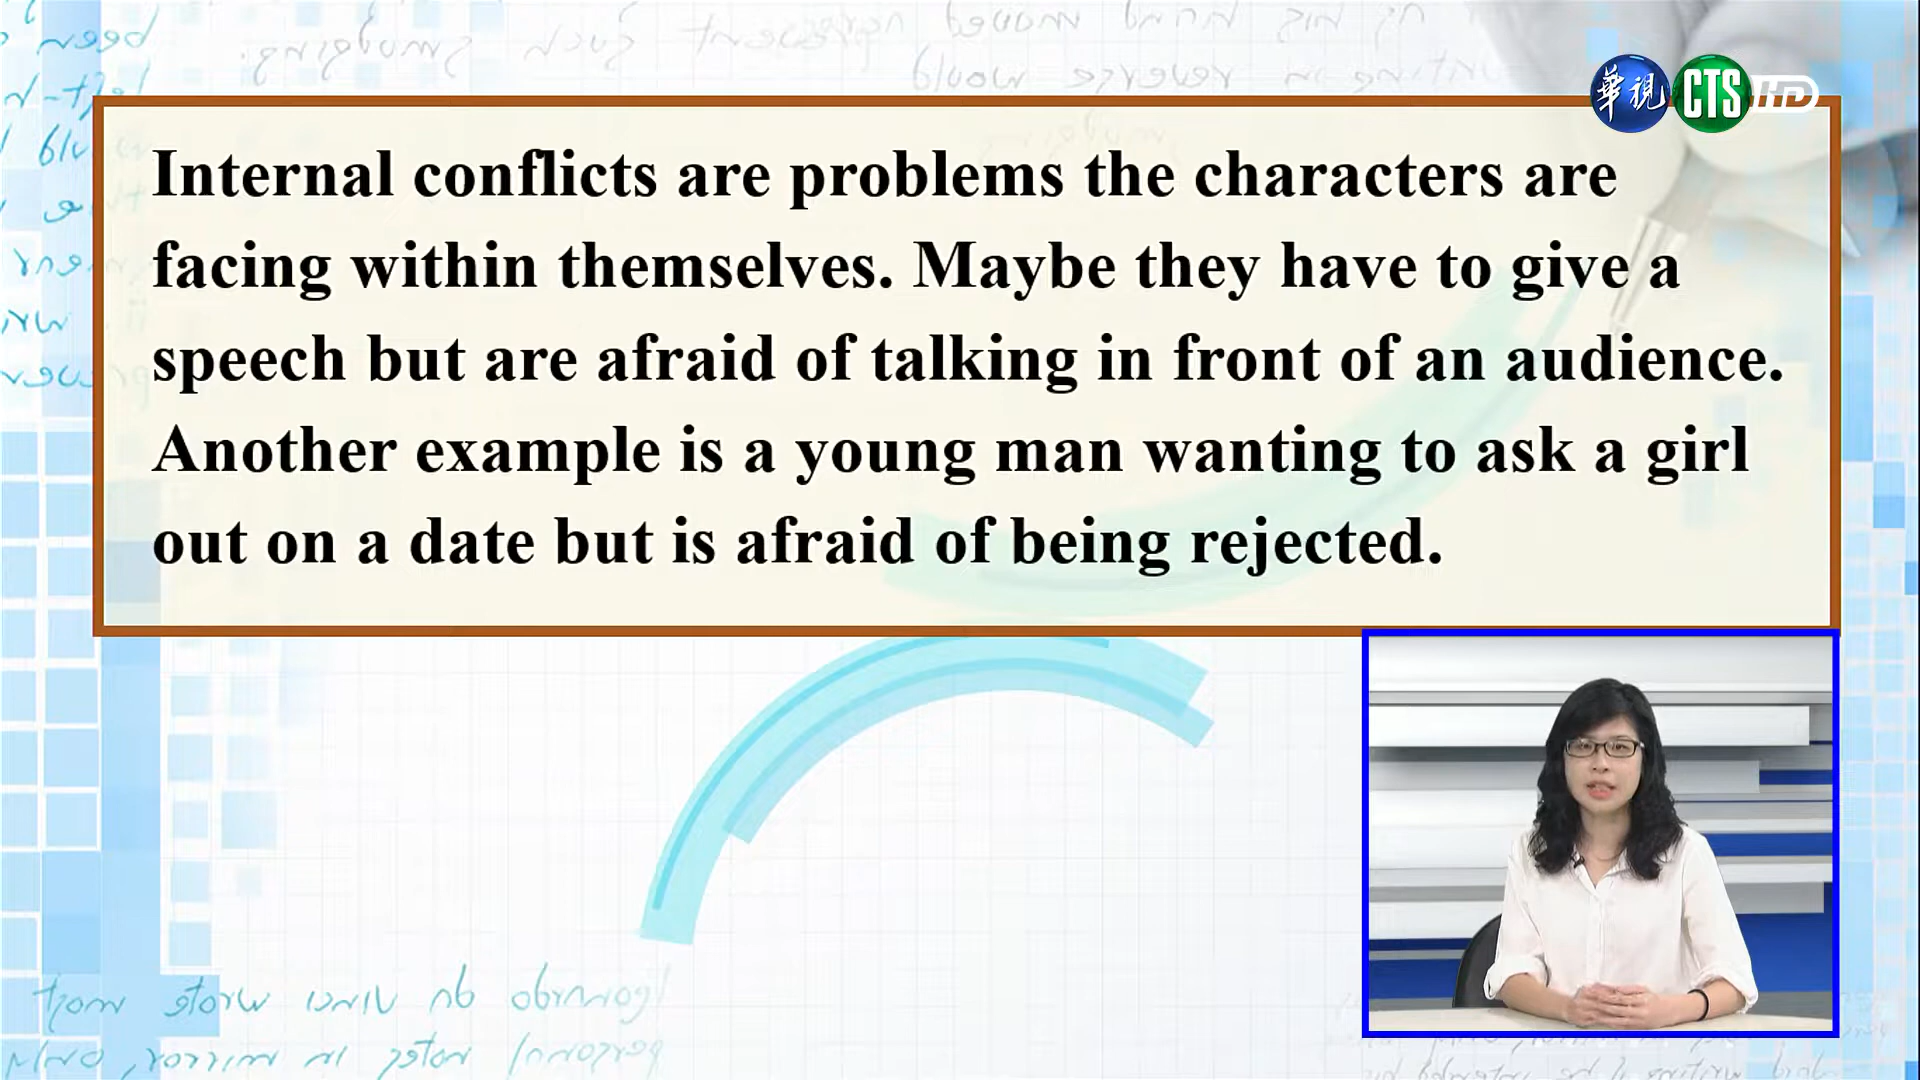 華視 CTS HD
Internal conflicts are problems the characters are
facing within themselves. Maybe they have to give a
speech but are afraid of talking in front of an audience.
Another example is a young man wanting to ask a girl
out on a date but is afraid of being rejected.